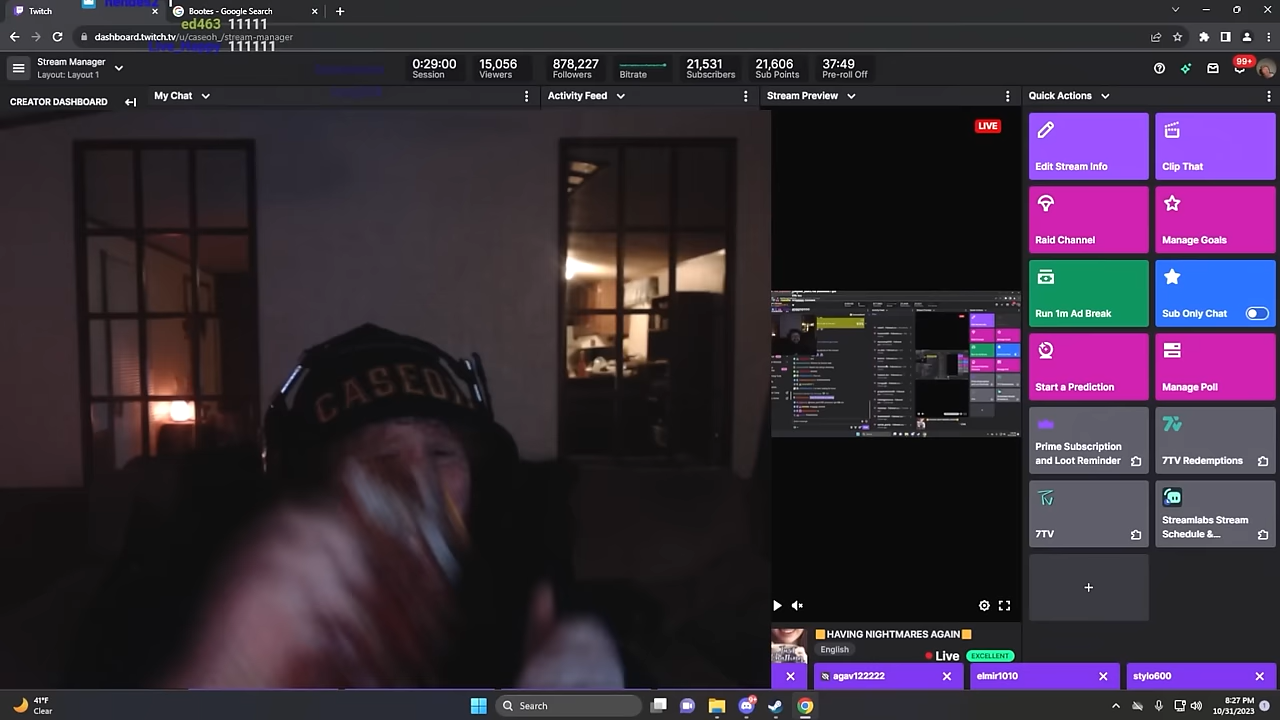 Twitch
Bootes - Google Search
hendez2
ed463 11111
Live_Happy 111111
dashboard.twitch.tv/u/caseoh_/stream-manager
Stream Manager
Layout: Layout 1
0:29:00
Session
15,056
Viewers
878,227
Followers
Bitrate
21,531
Subscribers
21,606
Sub Points
37:49
Pre-roll Off
99+
CREATOR DASHBOARD
My Chat
Activity Feed
Stream Preview
Quick Actions
LIVE
Edit Stream Info
Clip That
Raid Channel
Manage Goals
Run 1m Ad Break
Sub Only Chat
Start a Prediction
Manage Poll
Prime Subscription
and Loot Reminder
7TV Redemptions
7TV
Streamlabs Stream
Schedule &...
HAVING NIGHTMARES AGAIN
English
Live
EXCELLENT
agav122222
elmir1010
stylo600
41°F
Clear
Search
8:27 PM
10/31/2023